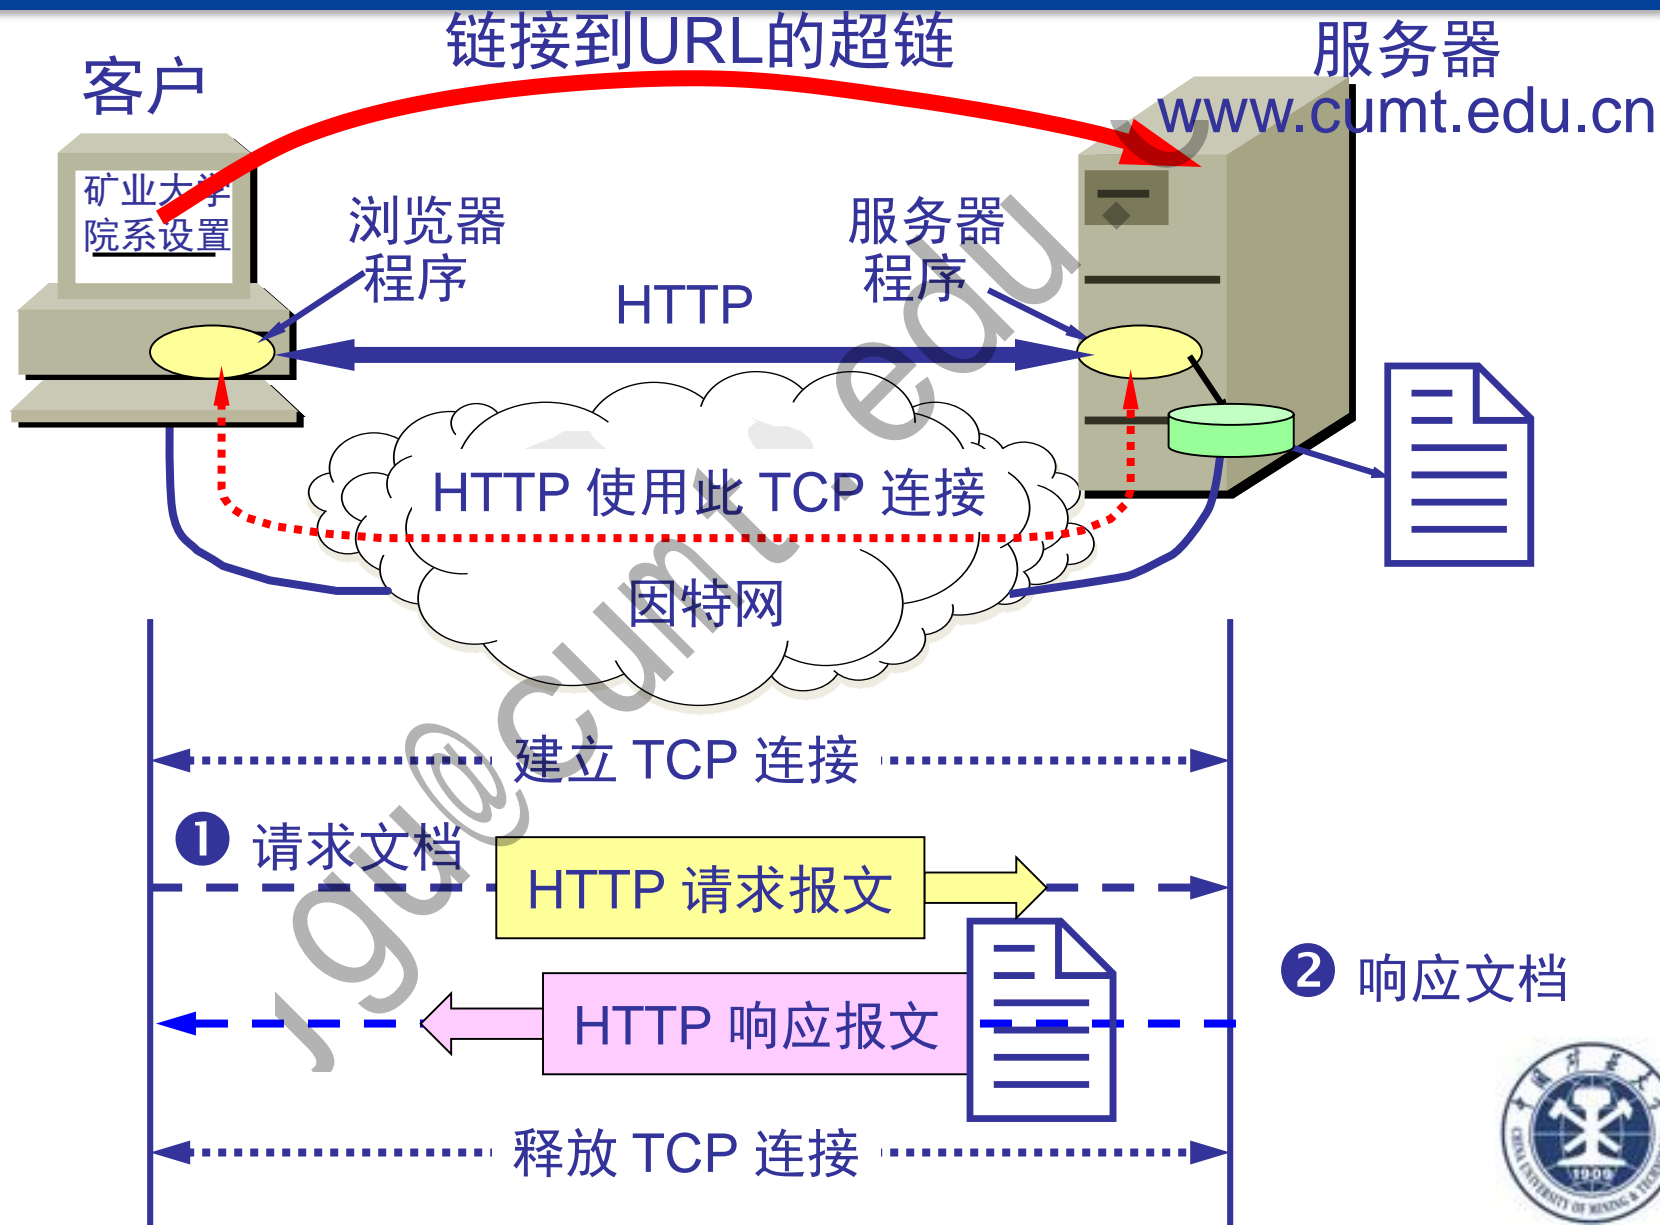 链接到URL的超链
服务器
客户
www.cumt.edu.cn
矿业大学
院系设置
浏览器
程序
服务器
程序
HTTP
HTTP 使用此 TCP 连接
因特网
建立 TCP 连接
❶ 请求文档
HTTP 请求报文
❷ 响应文档
HTTP 响应报文
释放 TCP 连接
gu@cumt.edu.c
1909